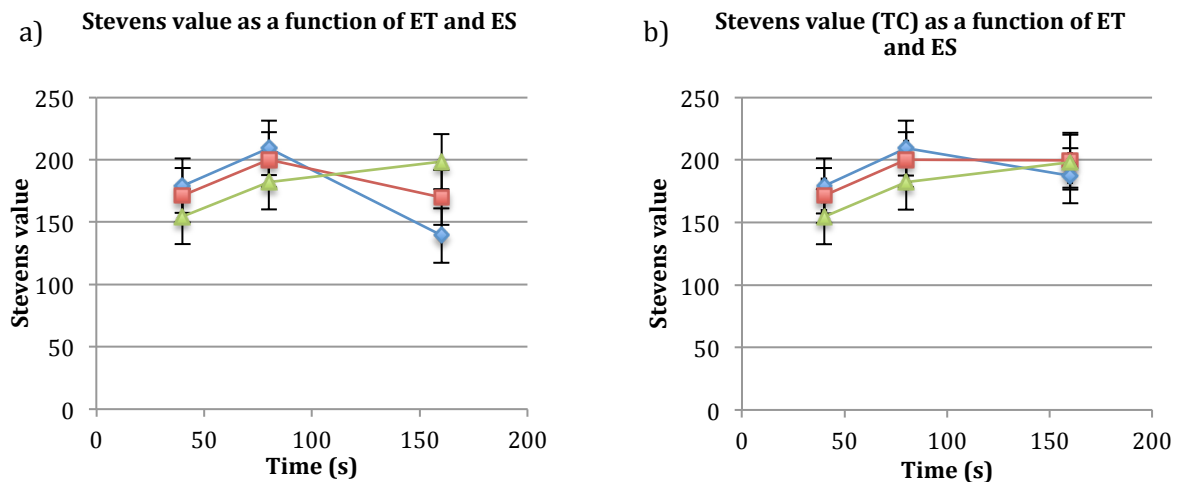 a)
Stevens value as a function of ET and ES
250
200
150
100
50
0
0 50 100 150 200
Stevens value
Time (s)
b)
Stevens value (TC) as a function of ET
and ES
250
200
150
100
50
0
0 50 100 150 200
Stevens value
Time (s)